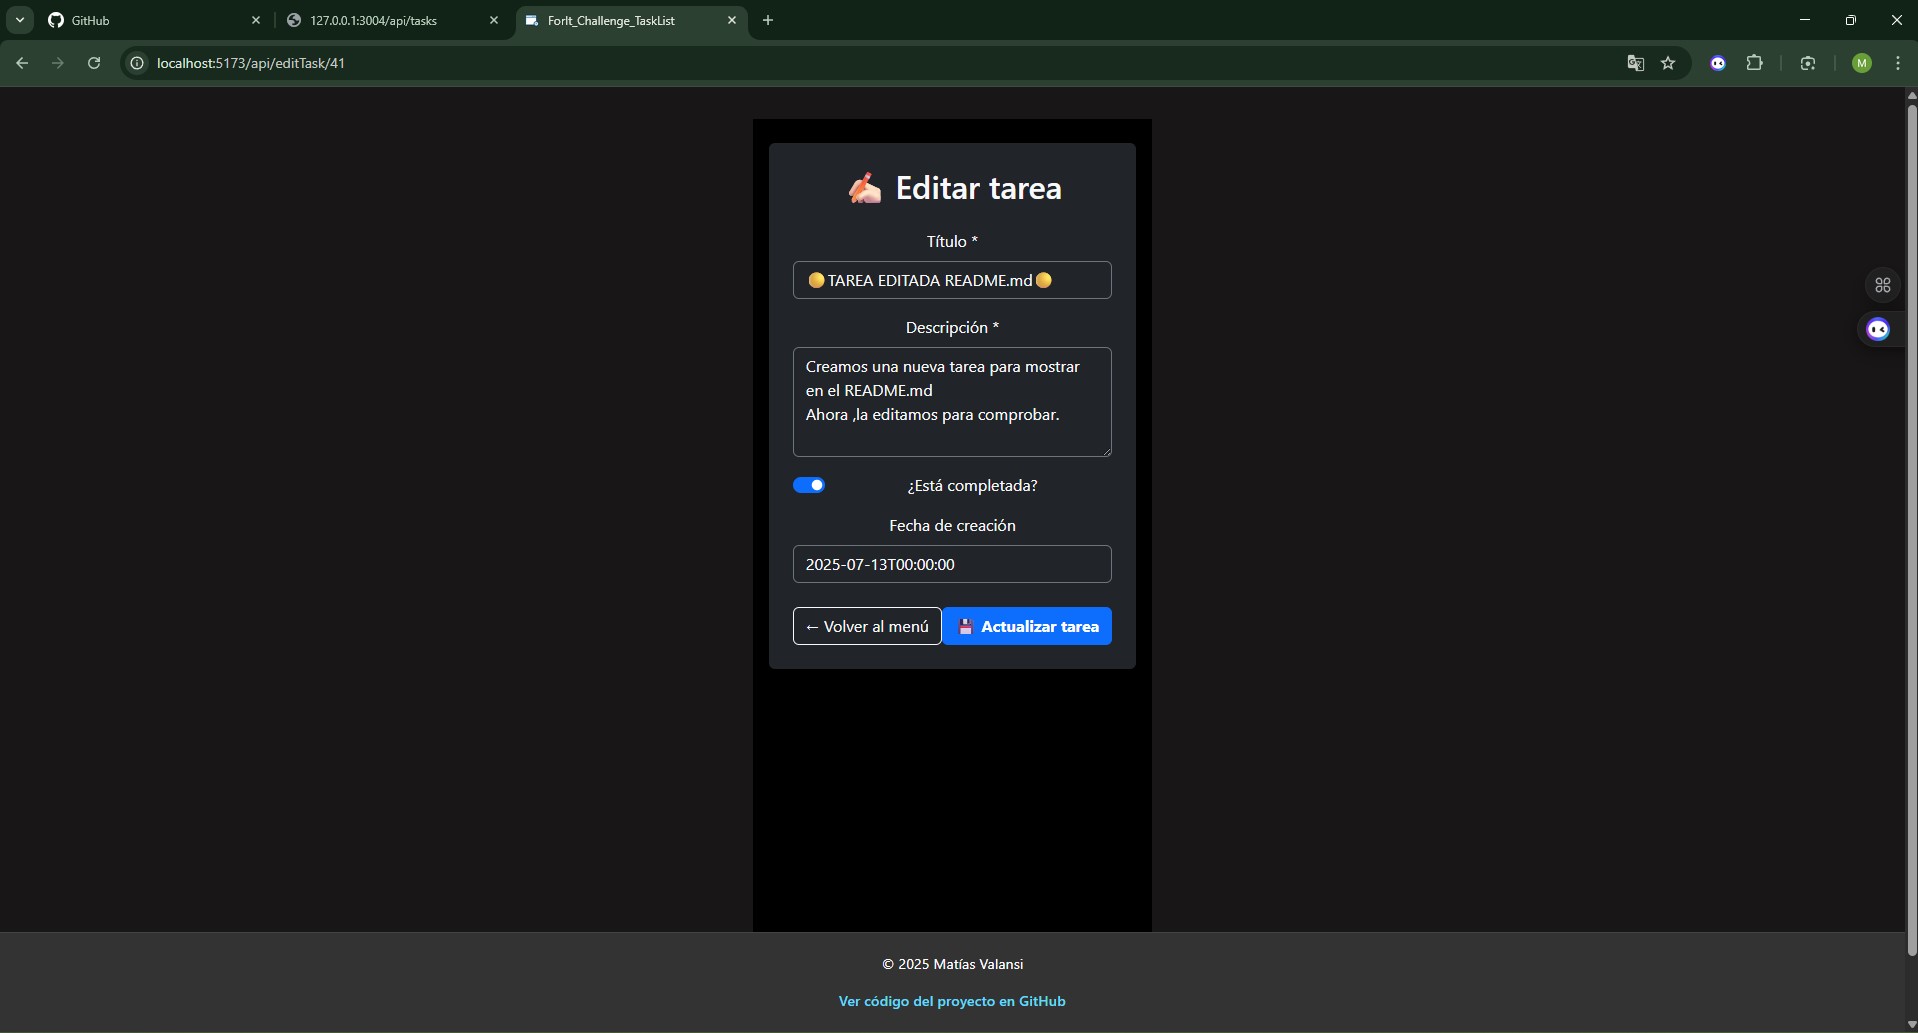 GitHub
127.0.0.1:3004/api/tasks
ForIt_Challenge_TaskList
localhost:5173/api/editTask/41
M
✍🏻 Editar tarea
Título *
🟡TAREA EDITADA README.md🟡
Descripción *
Creamos una nueva tarea para mostrar
en el README.md
Ahora ,la editamos para comprobar.
¿Está completada?
Fecha de creación
2025-07-13T00:00:00
← Volver al menú
💾 Actualizar tarea
© 2025 Matías Valansi
Ver código del proyecto en GitHub